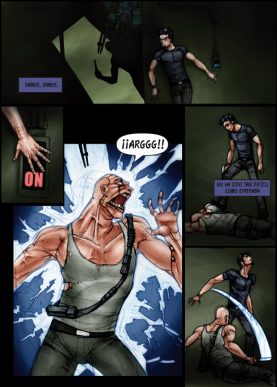 VAMOS, VAMOS.
ON
¡¡ARGGG!!
NO HA SIDO TAN DIFÍCIL
COMO ESPERABA